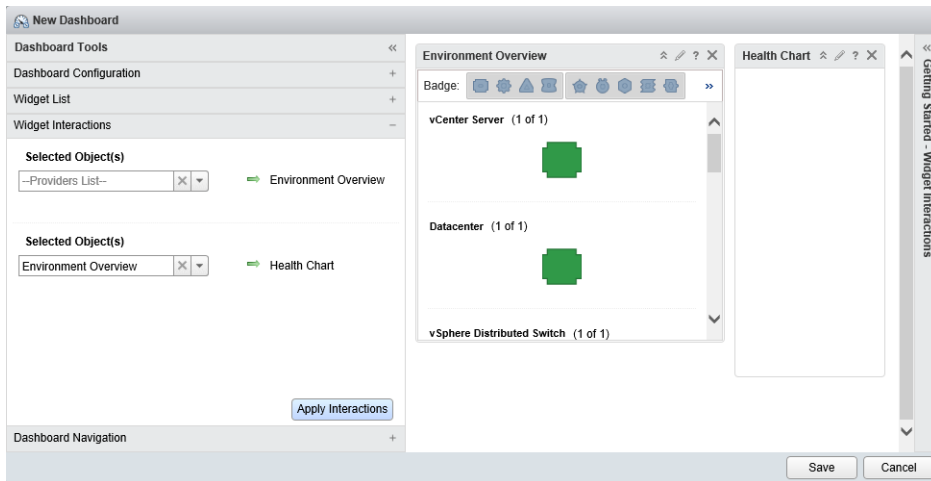 New Dashboard
Dashboard Tools
Dashboard Configuration
Widget List
Widget Interactions
Selected Object(s)
--Providers List--
Environment Overview
Selected Object(s)
Environment Overview
Health Chart
Apply Interactions
Dashboard Navigation
Environment Overview
Badge:
vCenter Server (1 of 1)
Datacenter (1 of 1)
vSphere Distributed Switch (1 of 1)
Health Chart
Getting Started - Widget Interactions
Save
Cancel